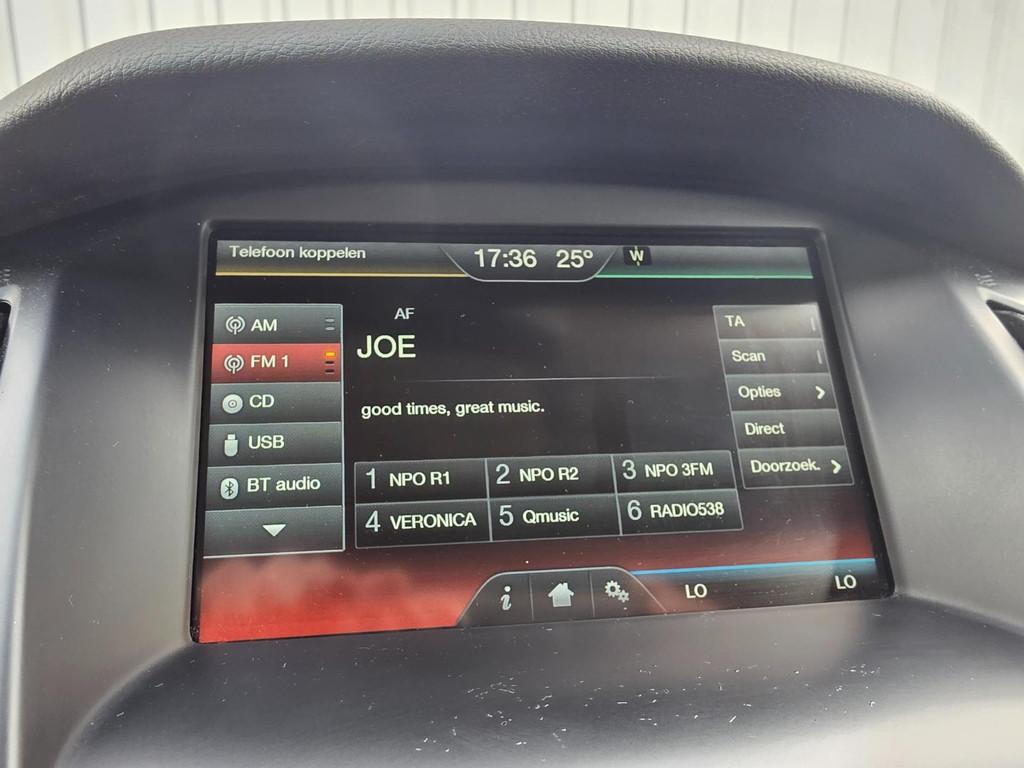 Telefoon koppelen
17:36 25º W
AM
FM 1
CD
USB
BT audio
AF
JOE
good times, great music.
1 NPO R1
2 NPO R2
3 NPO 3FM
4 VERONICA
5 Qmusic
6 RADIO538
TA
Scan
Opties
Direct
Doorzoek.
i
LO
LO